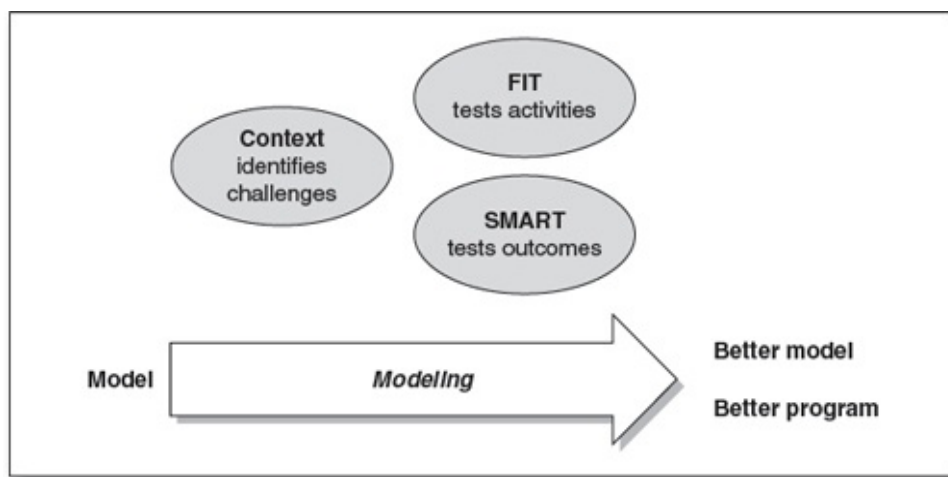 FIT
tests activities
Context
identifies
challenges
SMART
tests outcomes
Model
Modeling
Better model
Better program